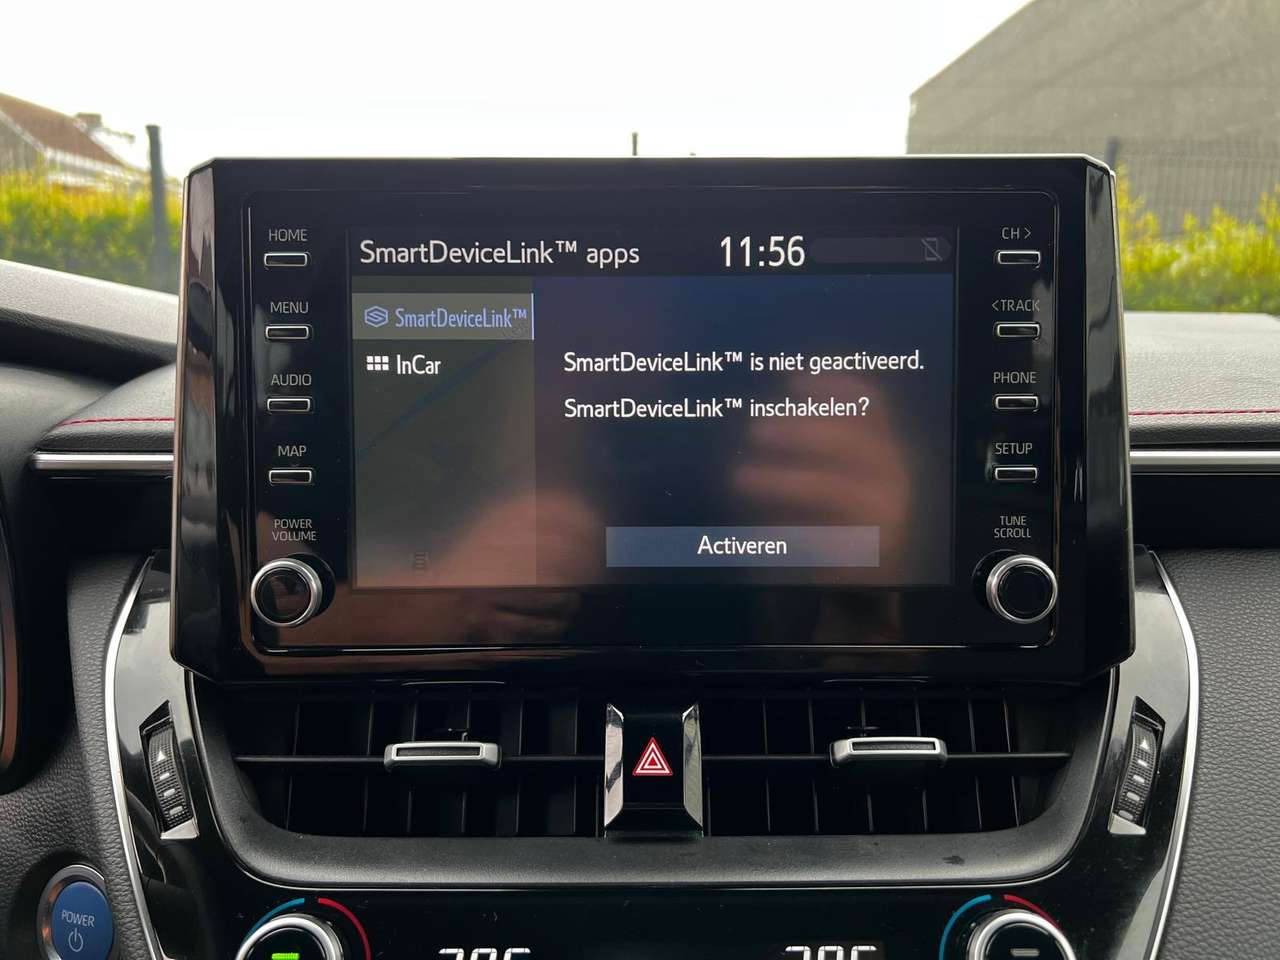 HOME
MENU
AUDIO
MAP
POWER
VOLUME
SmartDeviceLink™ apps
11:56
SmartDeviceLink™
InCar
SmartDeviceLink™ is niet geactiveerd.
SmartDeviceLink™ inschakelen?
Activeren
CH >
< TRACK
PHONE
SETUP
TUNE
SCROLL
POWER